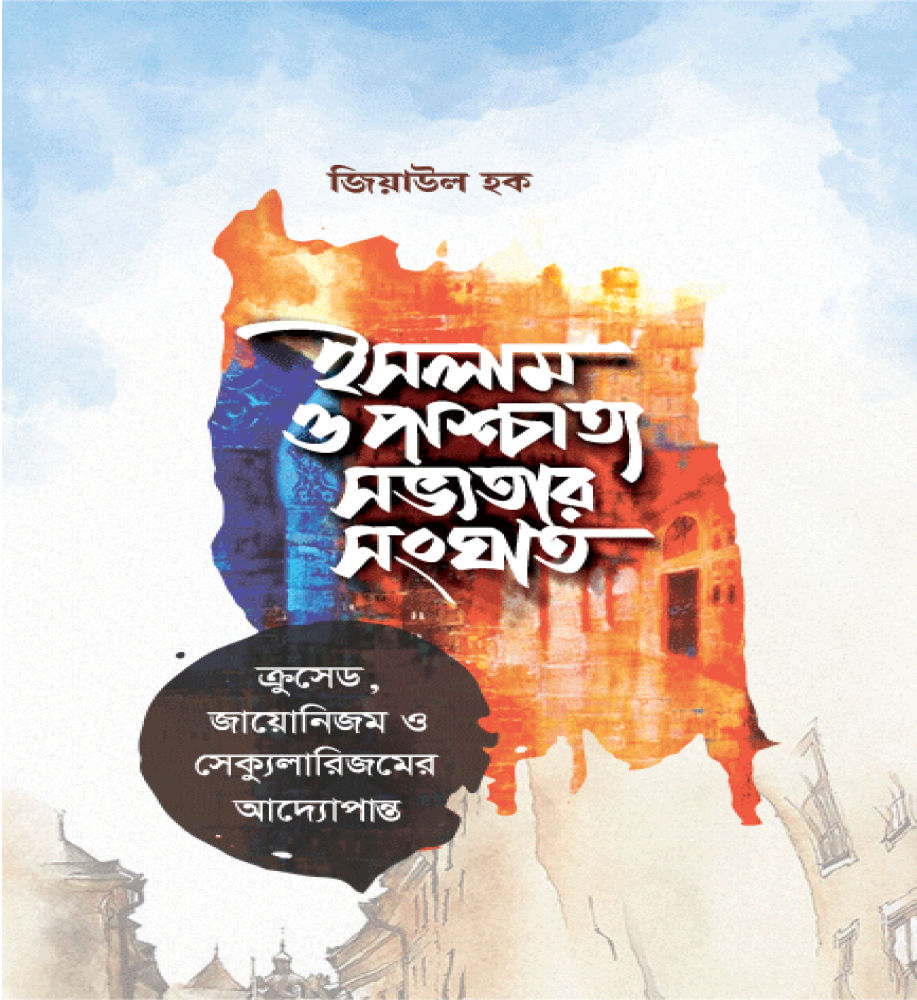 জিয়াউল হক
ইসলাম
ও পাশ্চাত্য
সভ্যতার
সংঘাত
ক্রুসেড,
জায়োনিজম ও
সেক্যুলারিজমের
আদ্যোপান্ত